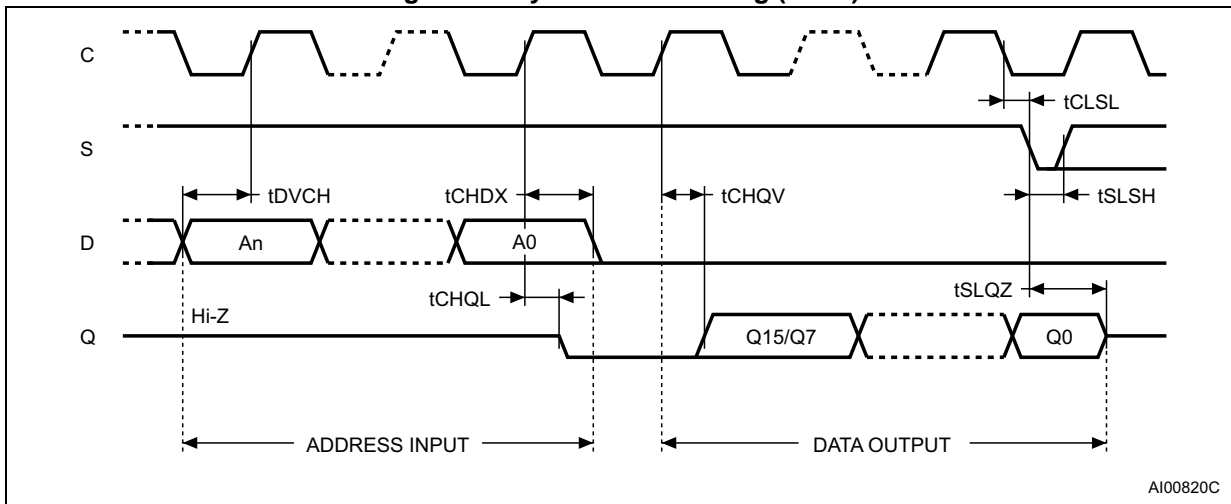 C
tCLSL
S
tDVCH
tCHDX
tCHQV
tSLSH
D
An
A0
tCHQL
tSLQZ
Hi-Z
Q
Q15/Q7
Q0
ADDRESS INPUT
DATA OUTPUT
AI00820C